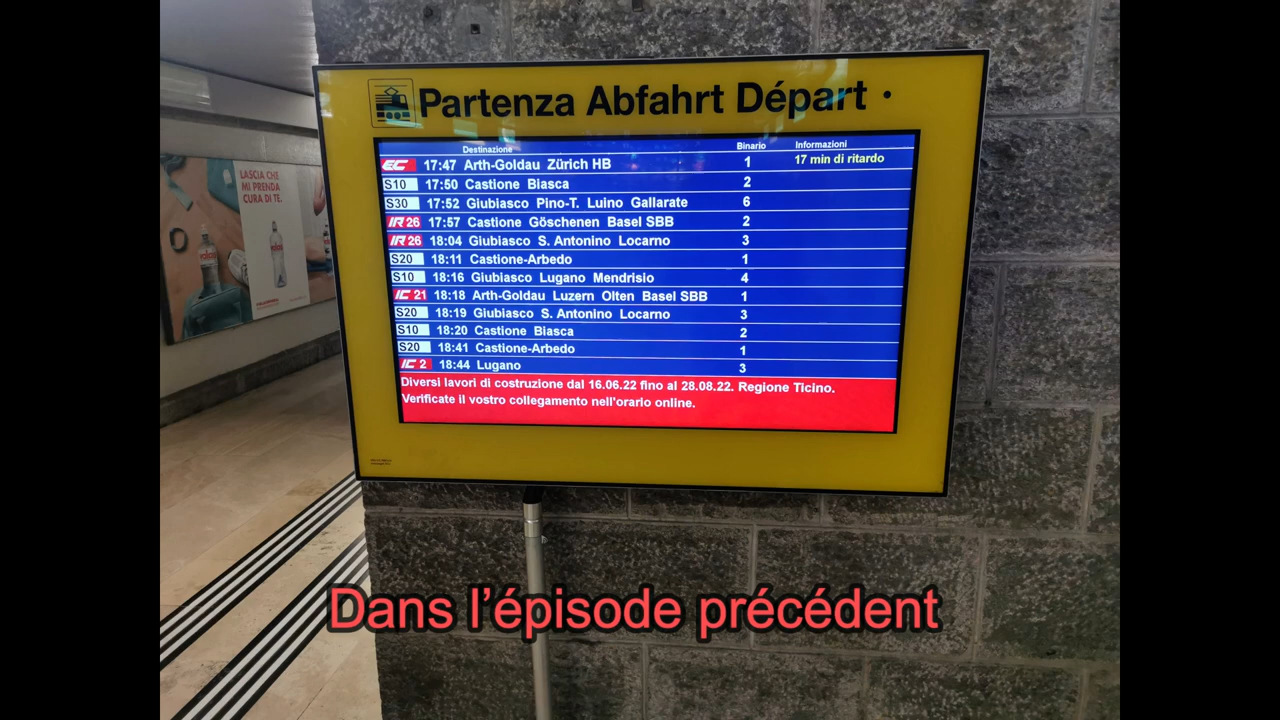 LASCIA CHE
MI PRENDA
CURA DI TE.
Partenza Abfahrt Départ •
Destinazione Binario Informazioni
EC 17:47 Arth-Goldau Zürich HB 1 17 min di ritardo
S10 17:50 Castione Biasca 2
S30 17:52 Giubiasco Pino-T. Luino Gallarate 6
IR 26 17:57 Castione Göschenen Basel SBB 2
IR 26 18:04 Giubiasco S. Antonino Locarno 3
S20 18:11 Castione-Arbedo 1
S10 18:16 Giubiasco Lugano Mendrisio 4
IC 21 18:18 Arth-Goldau Luzern Olten Basel SBB 1
S20 18:19 Giubiasco S. Antonino Locarno 3
S10 18:20 Castione Biasca 2
S20 18:41 Castione-Arbedo 1
IC 2 18:44 Lugano 3
Diversi lavori di costruzione dal 16.06.22 fino al 28.08.22. Regione Ticino.
Verificate il vostro collegamento nell'orario online.
Dans l'épisode précédent